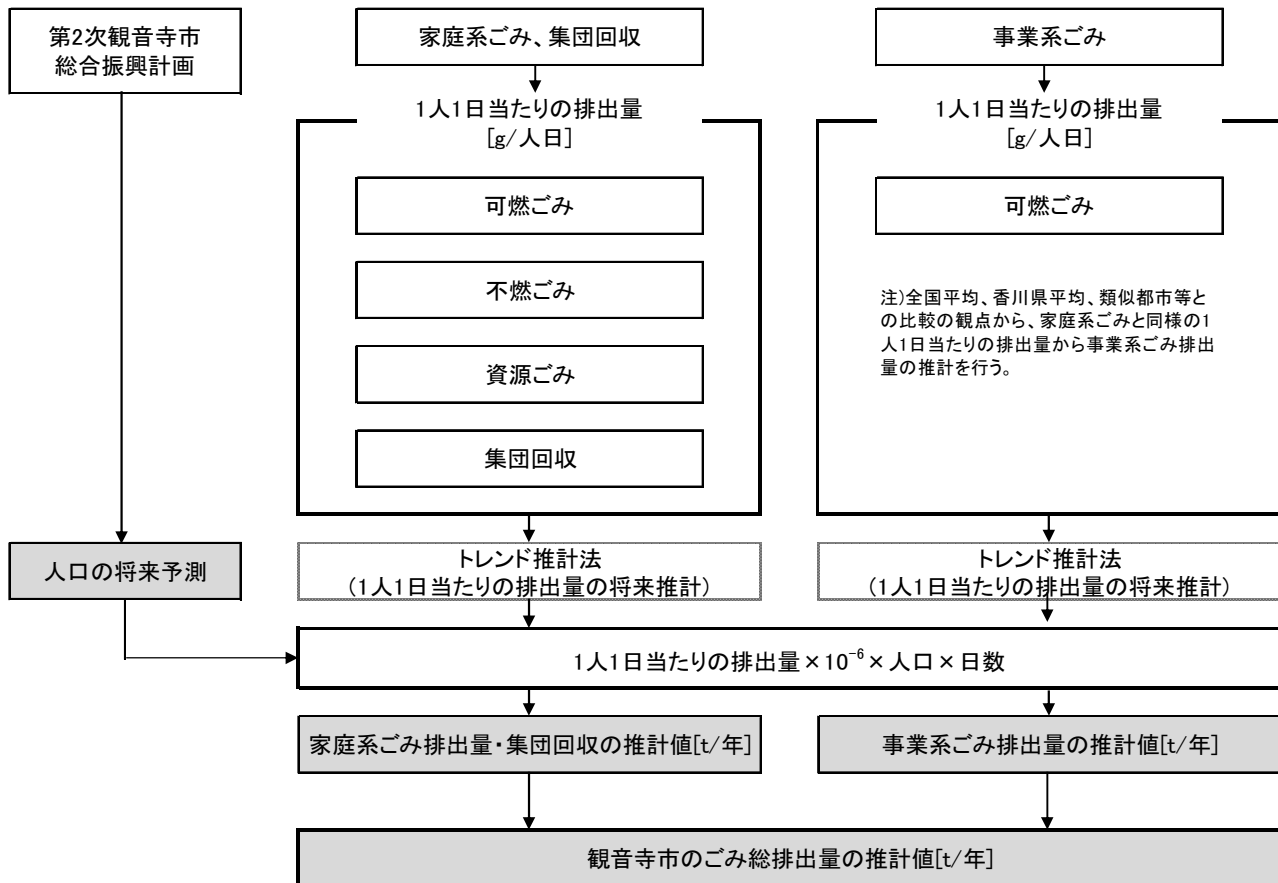 第2次観音寺市
総合振興計画
家庭系ごみ、集団回収
事業系ごみ
1人1日当たりの排出量
[g/人日]
可燃ごみ
不燃ごみ
資源ごみ
集団回収
1人1日当たりの排出量
[g/人日]
可燃ごみ
注)全国平均、香川県平均、類似都市等と
の比較の観点から、家庭系ごみと同様の1
人1日当たりの排出量から事業系ごみ排出
量の推計を行う。
人口の将来予測
トレンド推計法
(1人1日当たりの排出量の将来推計)
トレンド推計法
(1人1日当たりの排出量の将来推計)
1人1日当たりの排出量×10⁻⁶×人口×日数
家庭系ごみ排出量・集団回収の推計値[t/年]
事業系ごみ排出量の推計値[t/年]
観音寺市のごみ総排出量の推計値[t/年]